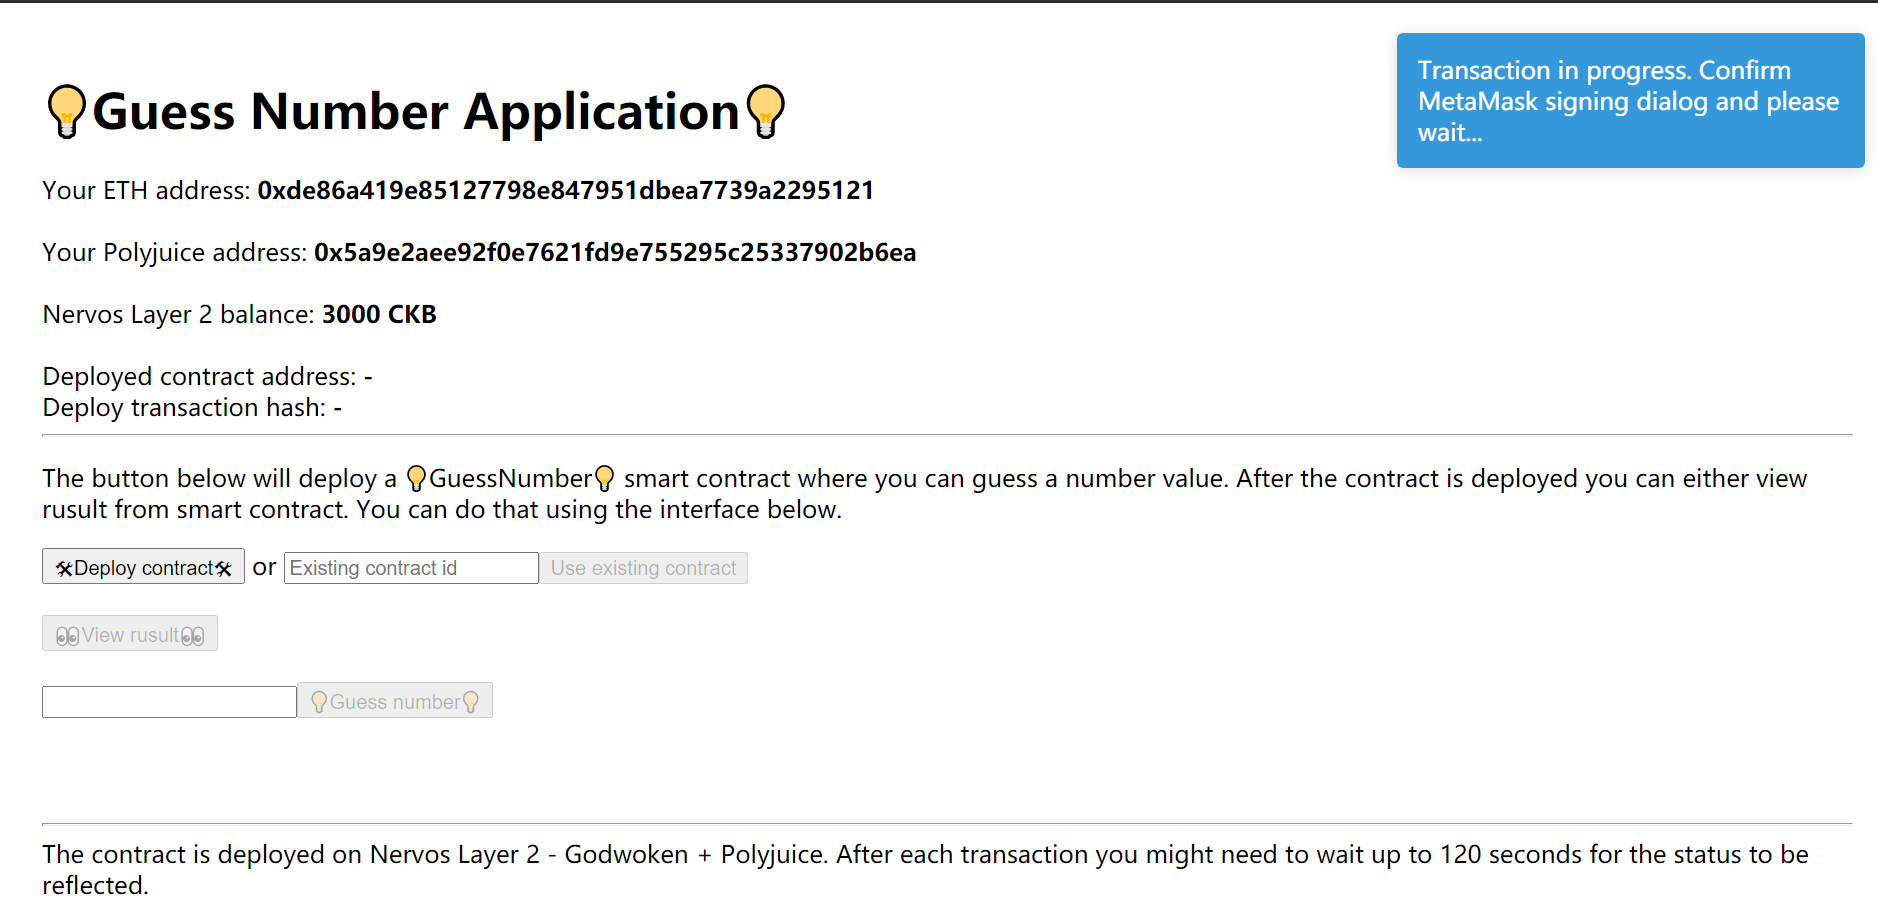 💡Guess Number Application💡
Transaction in progress. Confirm
MetaMask signing dialog and please
wait...
Your ETH address: 0xde86a419e85127798e847951dbea7739a2295121
Your Polyjuice address: 0x5a9e2aee92f0e7621fd9e755295c25337902b6ea
Nervos Layer 2 balance: 3000 CKB
Deployed contract address: -
Deploy transaction hash: -
The button below will deploy a 💡GuessNumber💡 smart contract where you can guess a number value. After the contract is deployed you can either view
rusult from smart contract. You can do that using the interface below.
🛠Deploy contract🛠 or Existing contract id Use existing contract
👀View rusult👀
💡Guess number💡
The contract is deployed on Nervos Layer 2 - Godwoken + Polyjuice. After each transaction you might need to wait up to 120 seconds for the status to be
reflected.